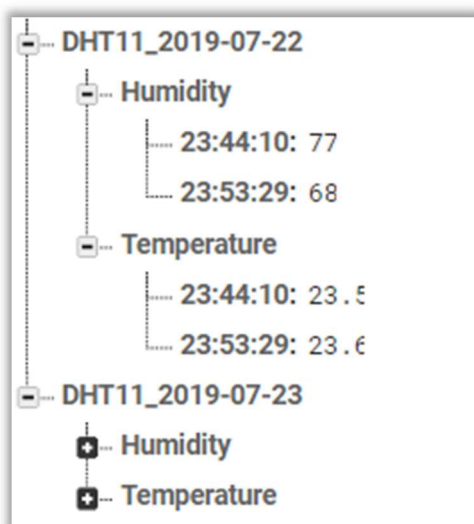 DHT11_2019-07-22
Humidity
23:44:10: 77
23:53:29: 68
Temperature
23:44:10: 23.5
23:53:29: 23.6
DHT11_2019-07-23
Humidity
Temperature